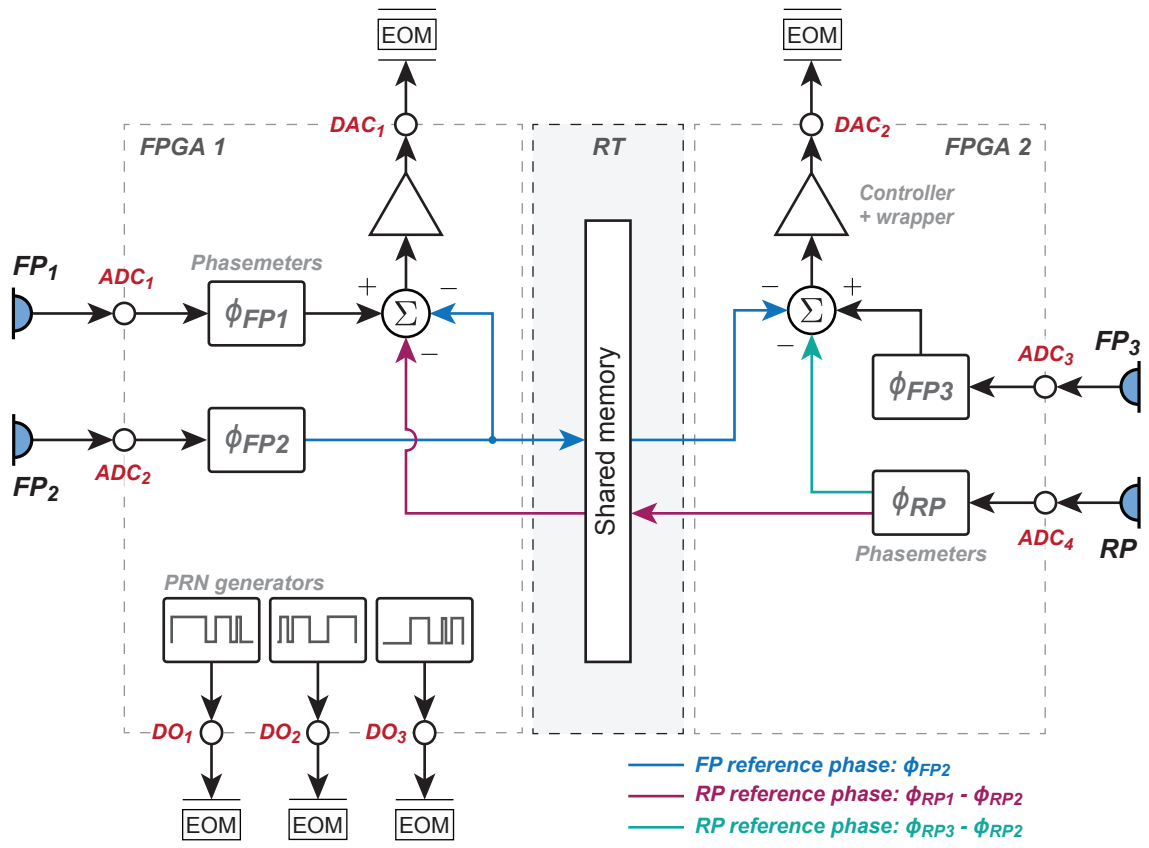 EOM
EOM
DAC1
DAC2
FPGA 1
RT
FPGA 2
Controller
+ wrapper
FP1
ADC1
Phasemeters
ϕFP1
+
−
Σ
−
−
+
Σ
−
ADC3
FP3
ϕFP3
Shared memory
ϕFP2
ADC2
FP2
ϕRP
ADC4
RP
Phasemeters
PRN generators
DO1
DO2
DO3
EOM
EOM
EOM
FP reference phase: ϕFP2
RP reference phase: ϕRP1 - ϕRP2
RP reference phase: ϕRP3 - ϕRP2